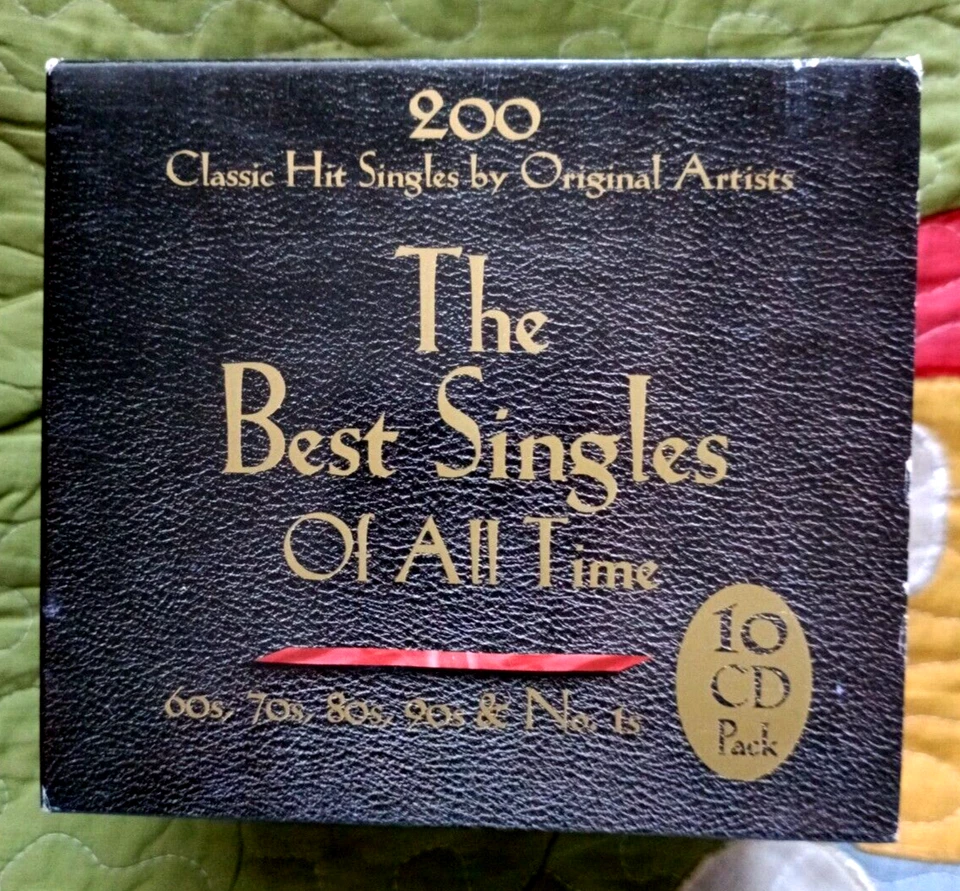 200
Classic Hit Singles by Original Artists
The
Best Singles
Of All Time
60s, 70s, 80s, 90s & No. 1s
10
CD
Pack